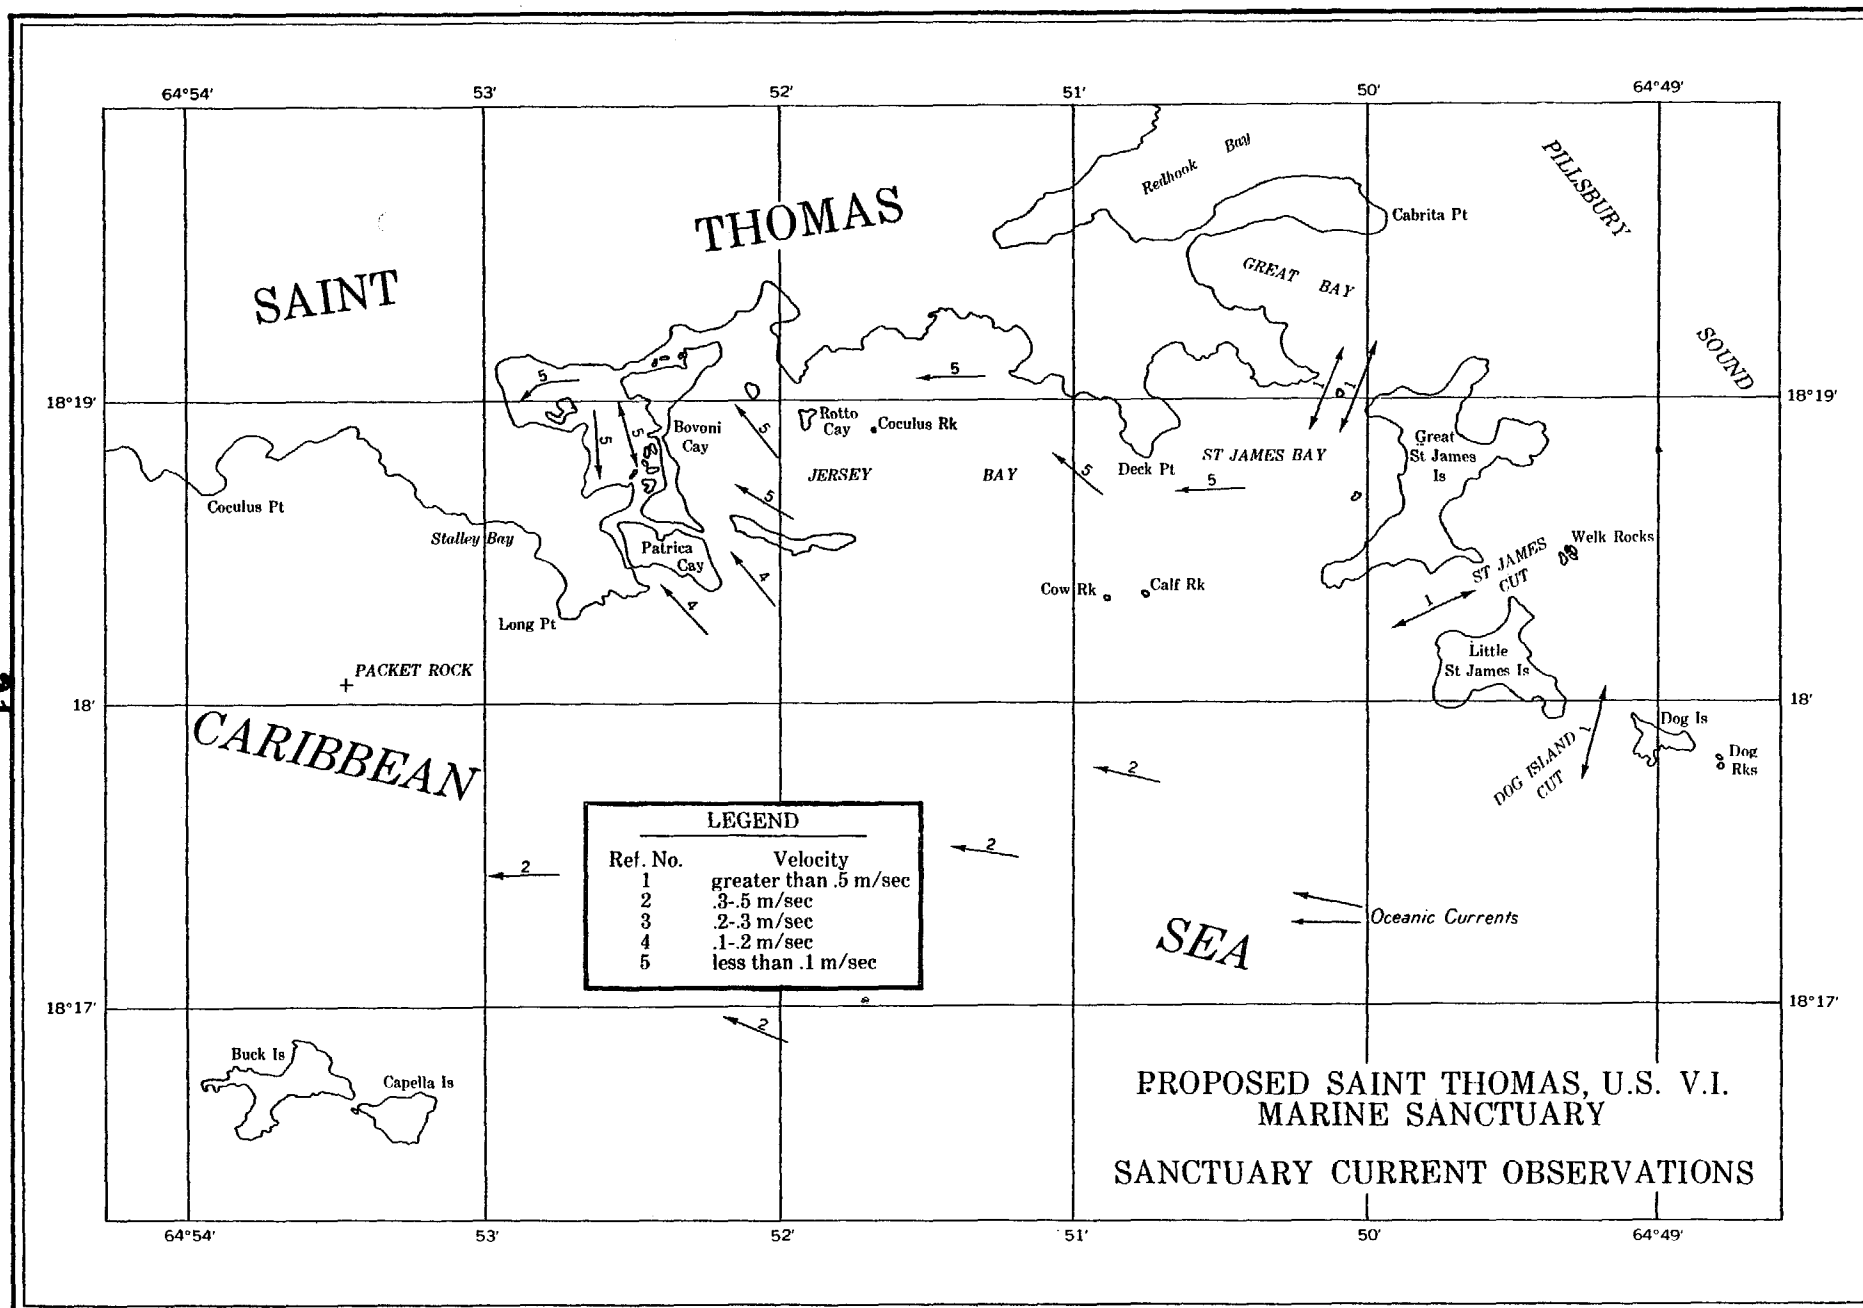 64°54' 53' 52' 51' 50' 64°49'
Redhook Bay
PILLSBURY
Cabrita Pt
SAINT THOMAS
GREAT BAY
SOUND
5
5
1
1
18°19'
18°19'
Rotto
Cay
Coculus Rk
Bovoni
Cay
5
5
5
Great
St James
Is
ST JAMES BAY
Deck Pt
JERSEY BAY
5
5
5
Coculus Pt
Stalley Bay
Patrica
Cay
Welk Rocks
ST JAMES
CUT
4
4
Cow Rk
Calf Rk
1
Long Pt
Little
St James Is
PACKET ROCK
18'
18'
Dog Is
1
Dog
Rks
DOG ISLAND
CUT
CARIBBEAN
2
LEGEND
Ref. No. Velocity
1 greater than .5 m/sec
2 .3-.5 m/sec
3 .2-.3 m/sec
4 .1-.2 m/sec
5 less than .1 m/sec
2
2
Oceanic Currents
SEA
18°17'
18°17'
2
Buck Is
Capella Is
PROPOSED SAINT THOMAS, U.S. V.I.
MARINE SANCTUARY
SANCTUARY CURRENT OBSERVATIONS
64°54' 53' 52' 51' 50' 64°49'